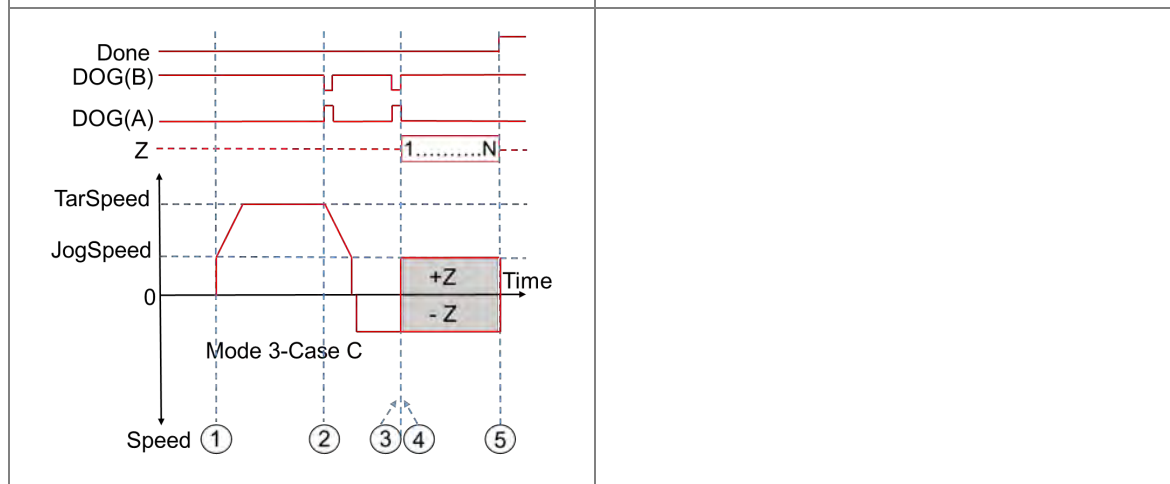 Done
DOG(B)
DOG(A)
Z
1..........N
TarSpeed
JogSpeed
+Z
Time
0
- Z
Mode 3-Case C
Speed 1 2 3 4 5